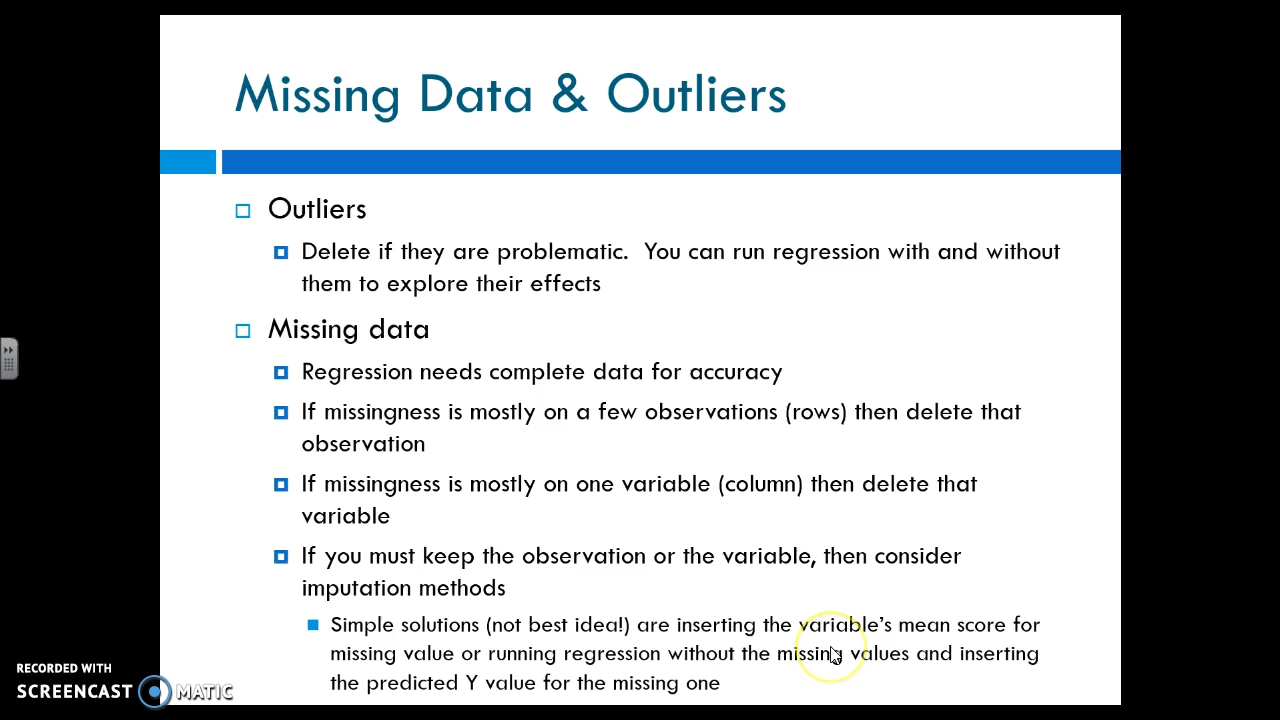 Missing Data & Outliers
Outliers
Delete if they are problematic.  You can run regression with and without
them to explore their effects
Missing data
Regression needs complete data for accuracy
If missingness is mostly on a few observations (rows) then delete that
observation
If missingness is mostly on one variable (column) then delete that
variable
If you must keep the observation or the variable, then consider
imputation methods
Simple solutions (not best idea!) are inserting the variable's mean score for
missing value or running regression without the missing values and inserting
the predicted Y value for the missing one
RECORDED WITH
SCREENCAST MATIC